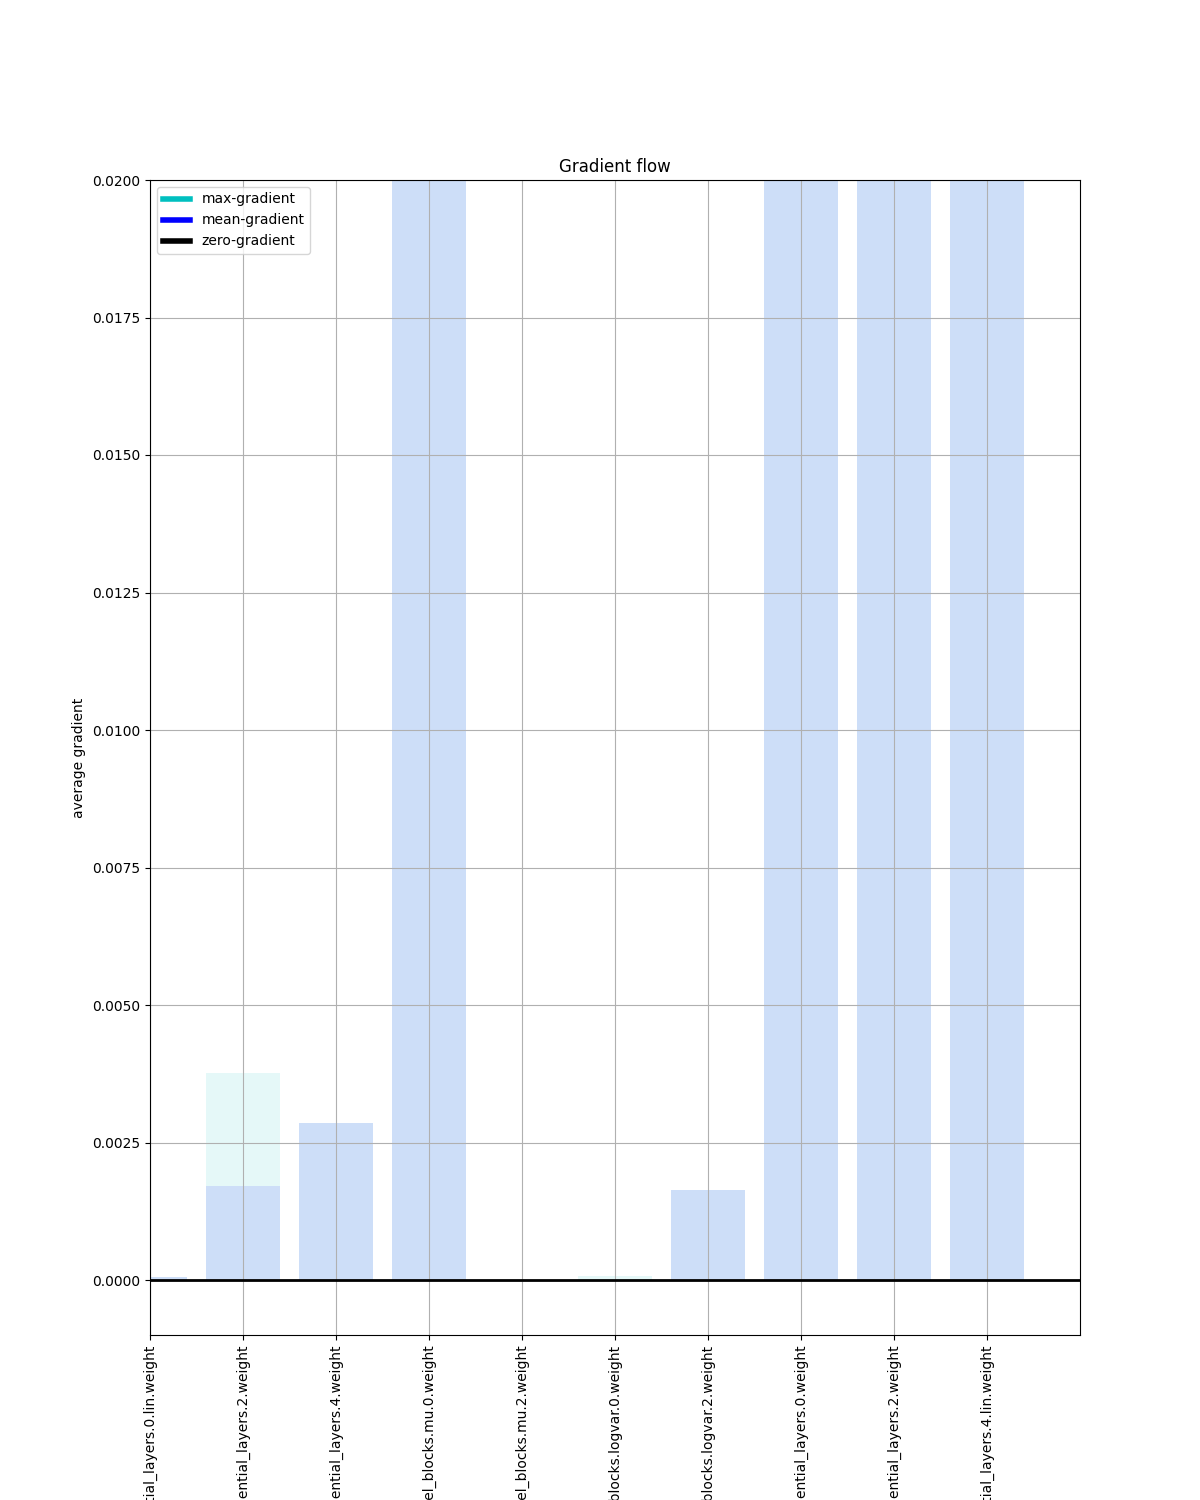 Gradient flow
max-gradient
mean-gradient
zero-gradient
average gradient
0.0200
0.0175
0.0150
0.0125
0.0100
0.0075
0.0050
0.0025
0.0000
tial_layers.0.lin.weight
ential_layers.2.weight
ential_layers.4.weight
el_blocks.mu.0.weight
el_blocks.mu.2.weight
blocks.logvar.0.weight
blocks.logvar.2.weight
ential_layers.0.weight
ential_layers.2.weight
tial_layers.4.lin.weight